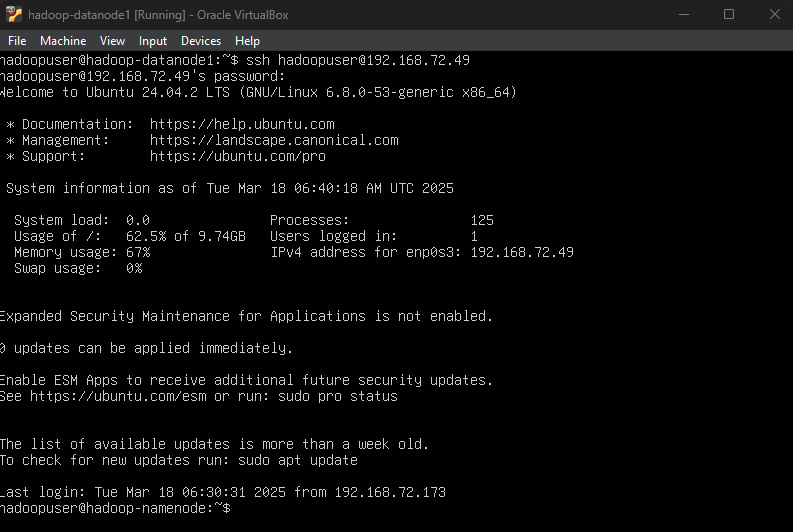 hadoop-datanode1 [Running] - Oracle VirtualBox
File Machine View Input Devices Help
hadoopuser@hadoop-datanode1:~$ ssh hadoopuser@192.168.72.49
hadoopuser@192.168.72.49's password:
Welcome to Ubuntu 24.04.2 LTS (GNU/Linux 6.8.0-53-generic x86_64)
* Documentation: https://help.ubuntu.com
* Management: https://landscape.canonical.com
* Support: https://ubuntu.com/pro
System information as of Tue Mar 18 06:40:18 AM UTC 2025
System load: 0.0 Processes: 125
Usage of /: 62.5% of 9.74GB Users logged in: 1
Memory usage: 67% IPv4 address for enp0s3: 192.168.72.49
Swap usage: 0%
Expanded Security Maintenance for Applications is not enabled.
0 updates can be applied immediately.
Enable ESM Apps to receive additional future security updates.
See https://ubuntu.com/esm or run: sudo pro status
The list of available updates is more than a week old.
To check for new updates run: sudo apt update
Last login: Tue Mar 18 06:30:31 2025 from 192.168.72.173
hadoopuser@hadoop-namenode:~$